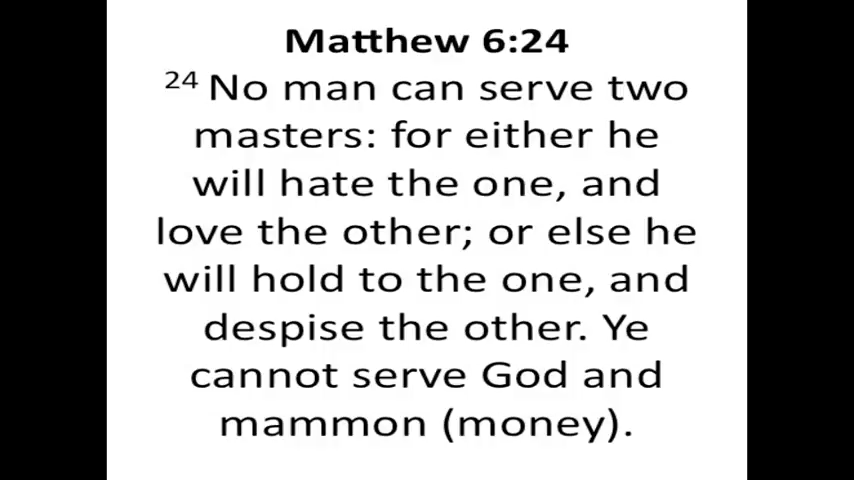 Matthew 6:24
24 No man can serve two
masters: for either he
will hate the one, and
love the other; or else he
will hold to the one, and
despise the other. Ye
cannot serve God and
mammon (money).